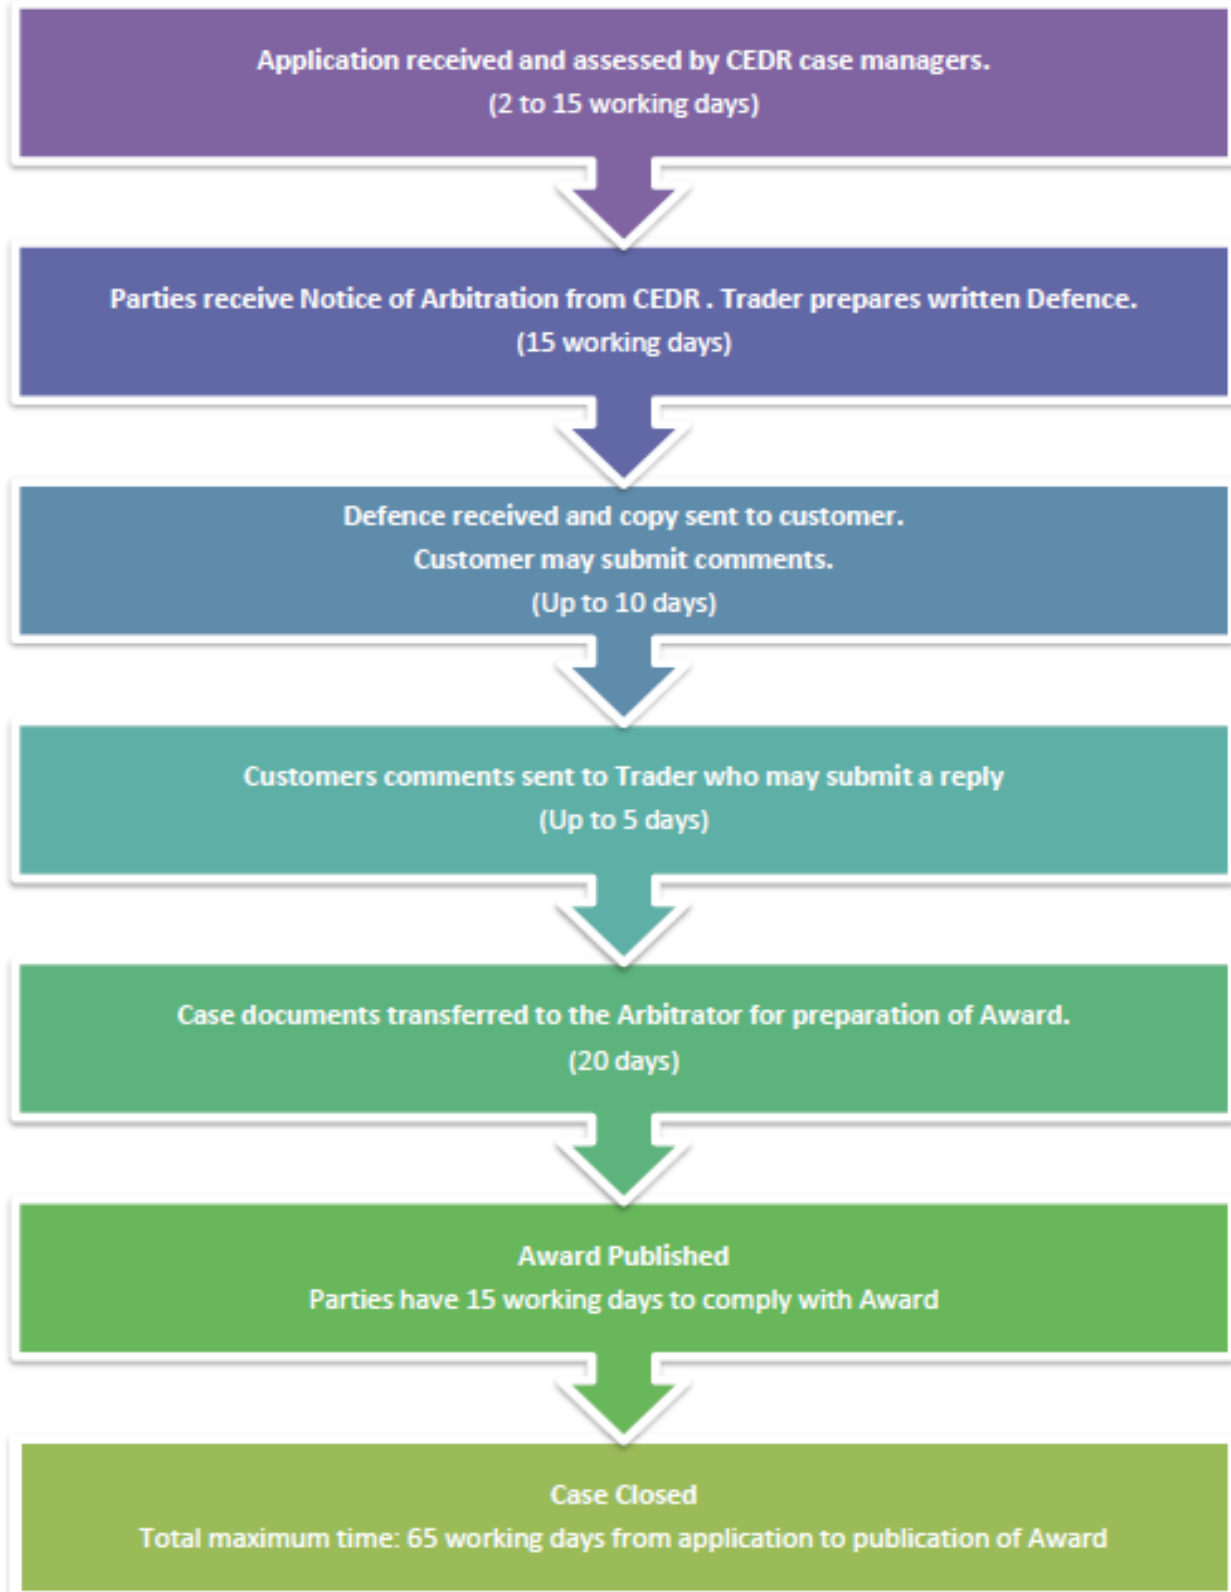 Application received and assessed by CEDR case managers.
(2 to 15 working days)
Parties receive Notice of Arbitration from CEDR . Trader prepares written Defence.
(15 working days)
Defence received and copy sent to customer.
Customer may submit comments.
(Up to 10 days)
Customers comments sent to Trader who may submit a reply
(Up to 5 days)
Case documents transferred to the Arbitrator for preparation of Award.
(20 days)
Award Published
Parties have 15 working days to comply with Award
Case Closed
Total maximum time: 65 working days from application to publication of Award